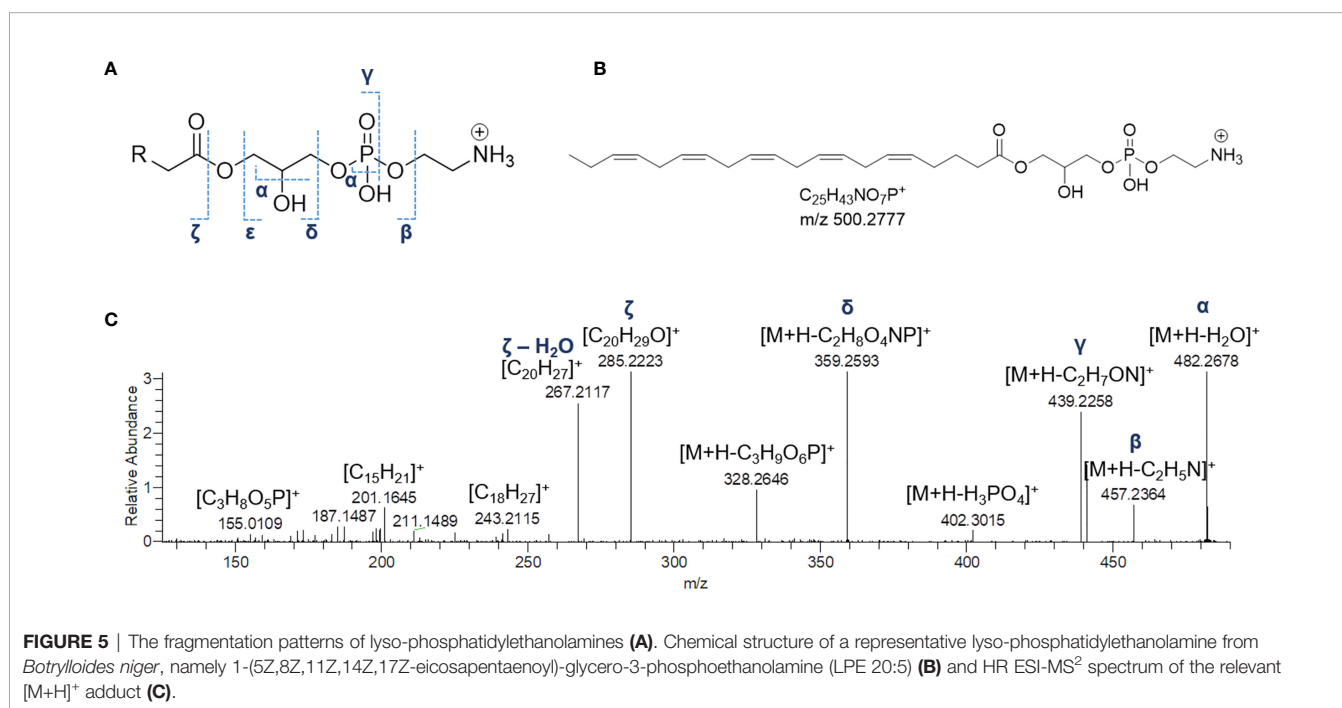 A
B
γ
O
R
O
O
P
O
O
NH₃
+
α
OH
α
OH
ζ
ε
δ
β
O
O
OH
O
O
P
OH
O
NH₃
+
C₂₅H₄₃NO₇P⁺
m/z 500.2777
C
ζ – H₂O
[C₂₀H₂₇]⁺
267.2117
ζ
[C₂₀H₂₉O]⁺
285.2223
δ
[M+H-C₂H₈O₄NP]⁺
359.2593
γ
[M+H-C₂H₇ON]⁺
439.2258
α
[M+H-H₂O]⁺
482.2678
β
[M+H-C₂H₅N]⁺
457.2364
[M+H-C₃H₉O₆P]⁺
328.2646
[M+H-H₃PO₄]⁺
402.3015
[C₃H₈O₅P]⁺
155.0109
187.1487
[C₁₅H₂₁]⁺
201.1645
211.1489
[C₁₈H₂₇]⁺
243.2115
Relative Abundance
3
2
1
0
150 200 250 300 350 400 450
m/z
FIGURE 5 | The fragmentation patterns of lyso-phosphatidylethanolamines (A). Chemical structure of a representative lyso-phosphatidylethanolamine from
Botrylloides niger, namely 1-(5Z,8Z,11Z,14Z,17Z-eicosapentaenoyl)-glycero-3-phosphoethanolamine (LPE 20:5) (B) and HR ESI-MS² spectrum of the relevant
[M+H]⁺ adduct (C).